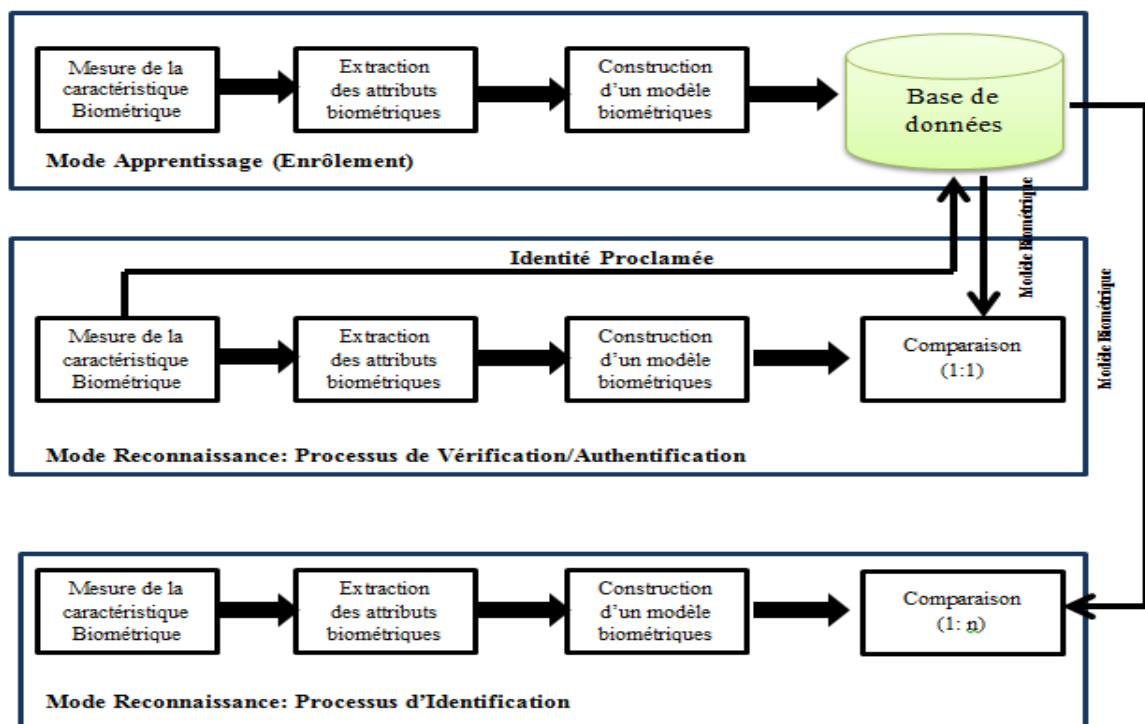 Mesure de la
caractéristique
Biométrique
Extraction
des attributs
biométriques
Construction
d'un modèle
biométriques
Base de
données
Mode Apprentissage (Enrôlement)
Modèle Biométrique
Identité Proclamée
Mesure de la
caractéristique
Biométrique
Extraction
des attributs
biométriques
Construction
d'un modèle
biométriques
Comparaison
(1:1)
Modèle Biométrique
Mode Reconnaissance: Processus de Vérification/Authentification
Mesure de la
caractéristique
Biométrique
Extraction
des attributs
biométriques
Construction
d'un modèle
biométriques
Comparaison
(1: n)
Mode Reconnaissance: Processus d'Identification